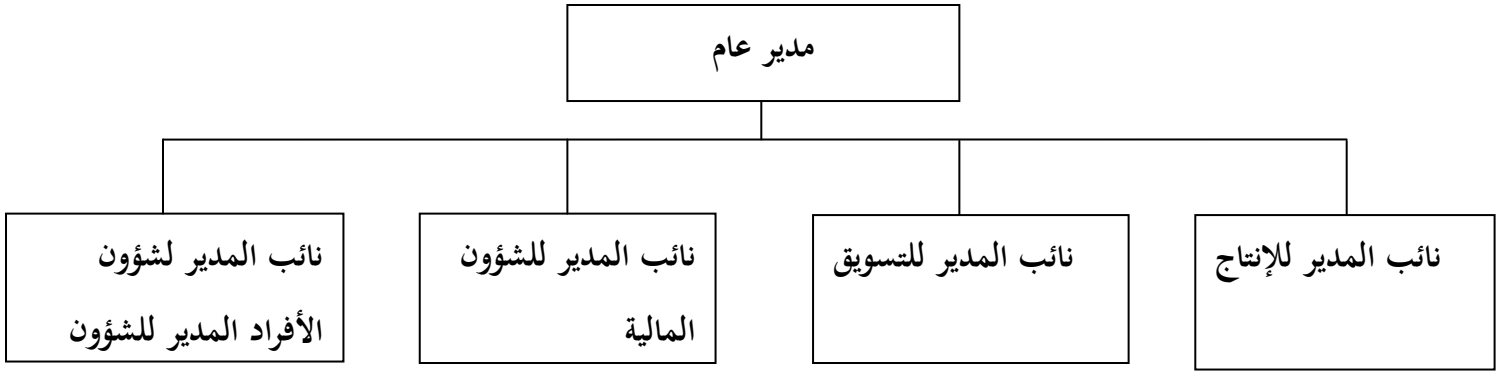 مدير عام
نائب المدير للإنتاج
نائب المدير للتسويق
نائب المدير للشؤون
المالية
نائب المدير لشؤون
الأفراد المدير للشؤون